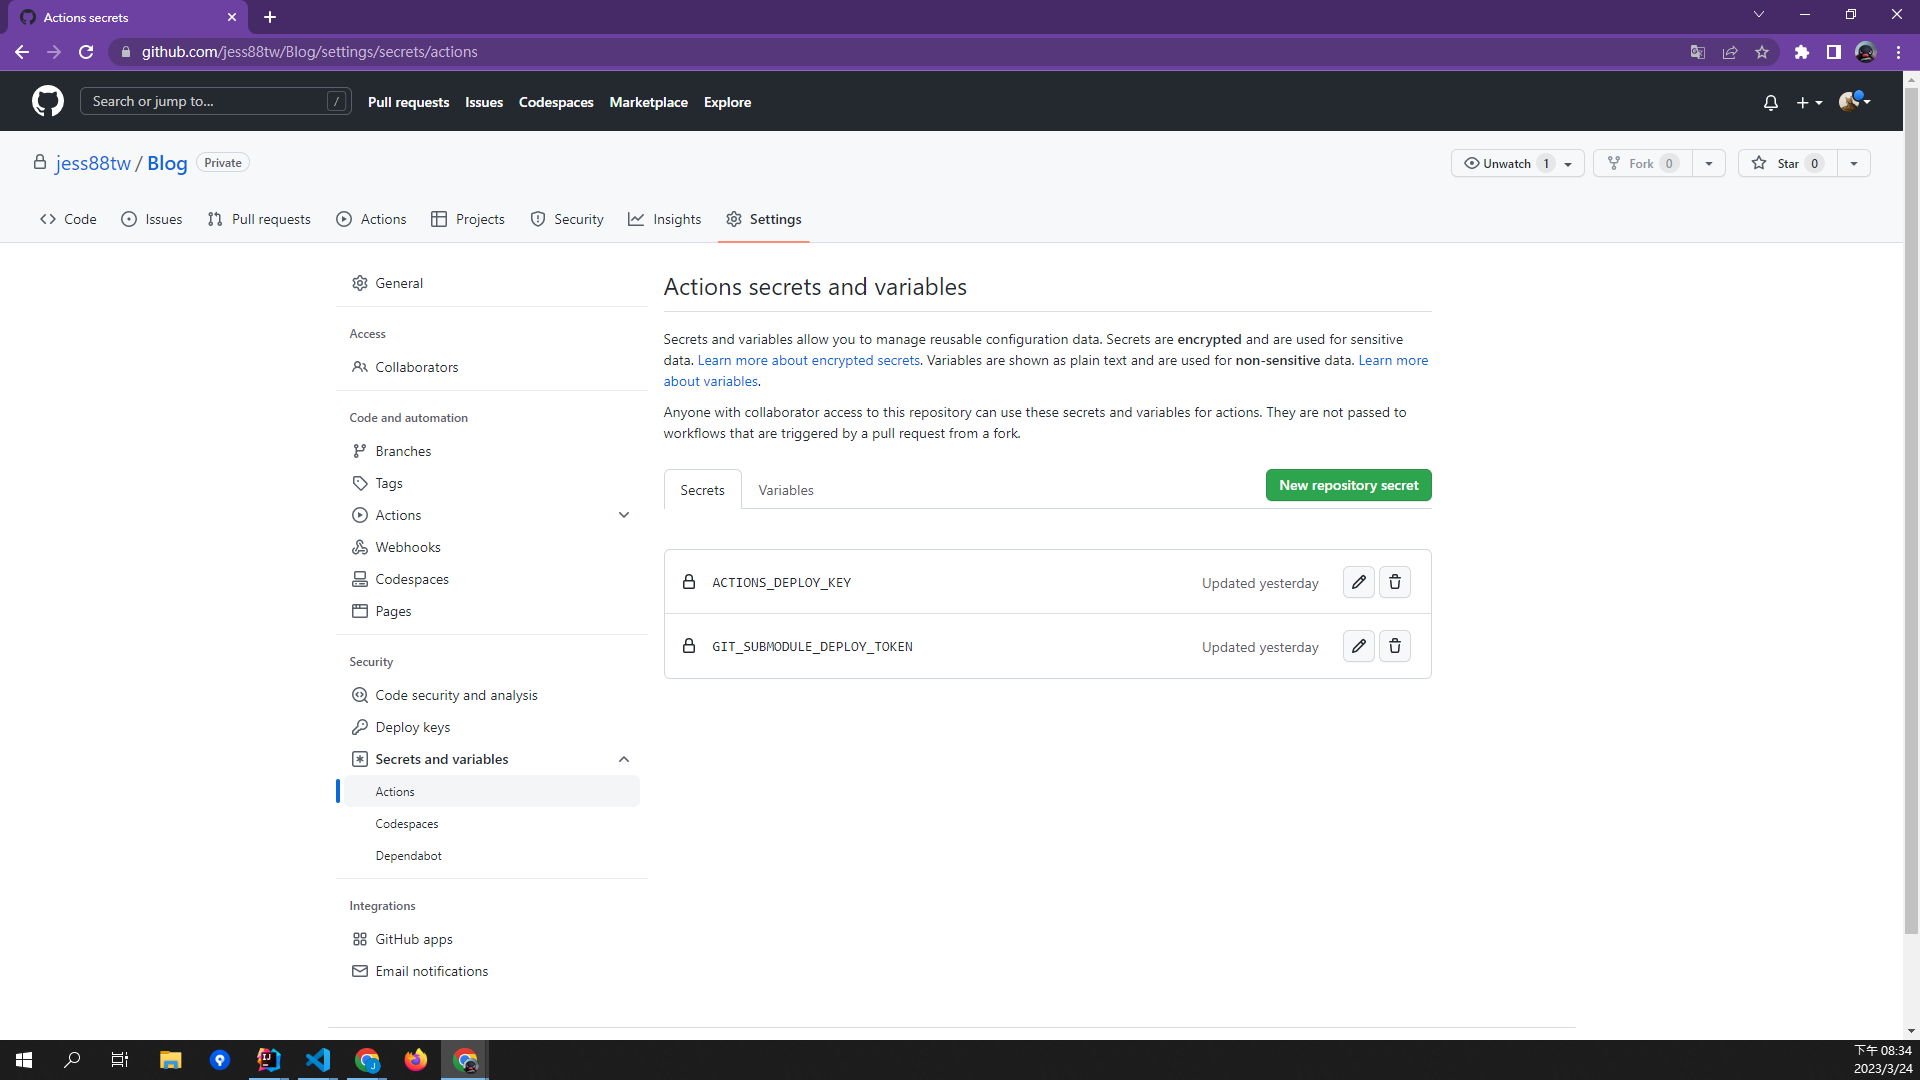 Actions secrets
github.com/jess88tw/Blog/settings/secrets/actions
Search or jump to... /
Pull requests Issues Codespaces Marketplace Explore
jess88tw / Blog Private
Unwatch 1 Fork 0 Star 0
Code Issues Pull requests Actions Projects Security Insights Settings
General
Access
Collaborators
Code and automation
Branches
Tags
Actions
Webhooks
Codespaces
Pages
Security
Code security and analysis
Deploy keys
Secrets and variables
Actions
Codespaces
Dependabot
Integrations
GitHub apps
Email notifications
Actions secrets and variables
Secrets and variables allow you to manage reusable configuration data. Secrets are encrypted and are used for sensitive
data. Learn more about encrypted secrets. Variables are shown as plain text and are used for non-sensitive data. Learn more
about variables.
Anyone with collaborator access to this repository can use these secrets and variables for actions. They are not passed to
workflows that are triggered by a pull request from a fork.
Secrets Variables New repository secret
ACTIONS_DEPLOY_KEY Updated yesterday
GIT_SUBMODULE_DEPLOY_TOKEN Updated yesterday
下午 08:34
2023/3/24